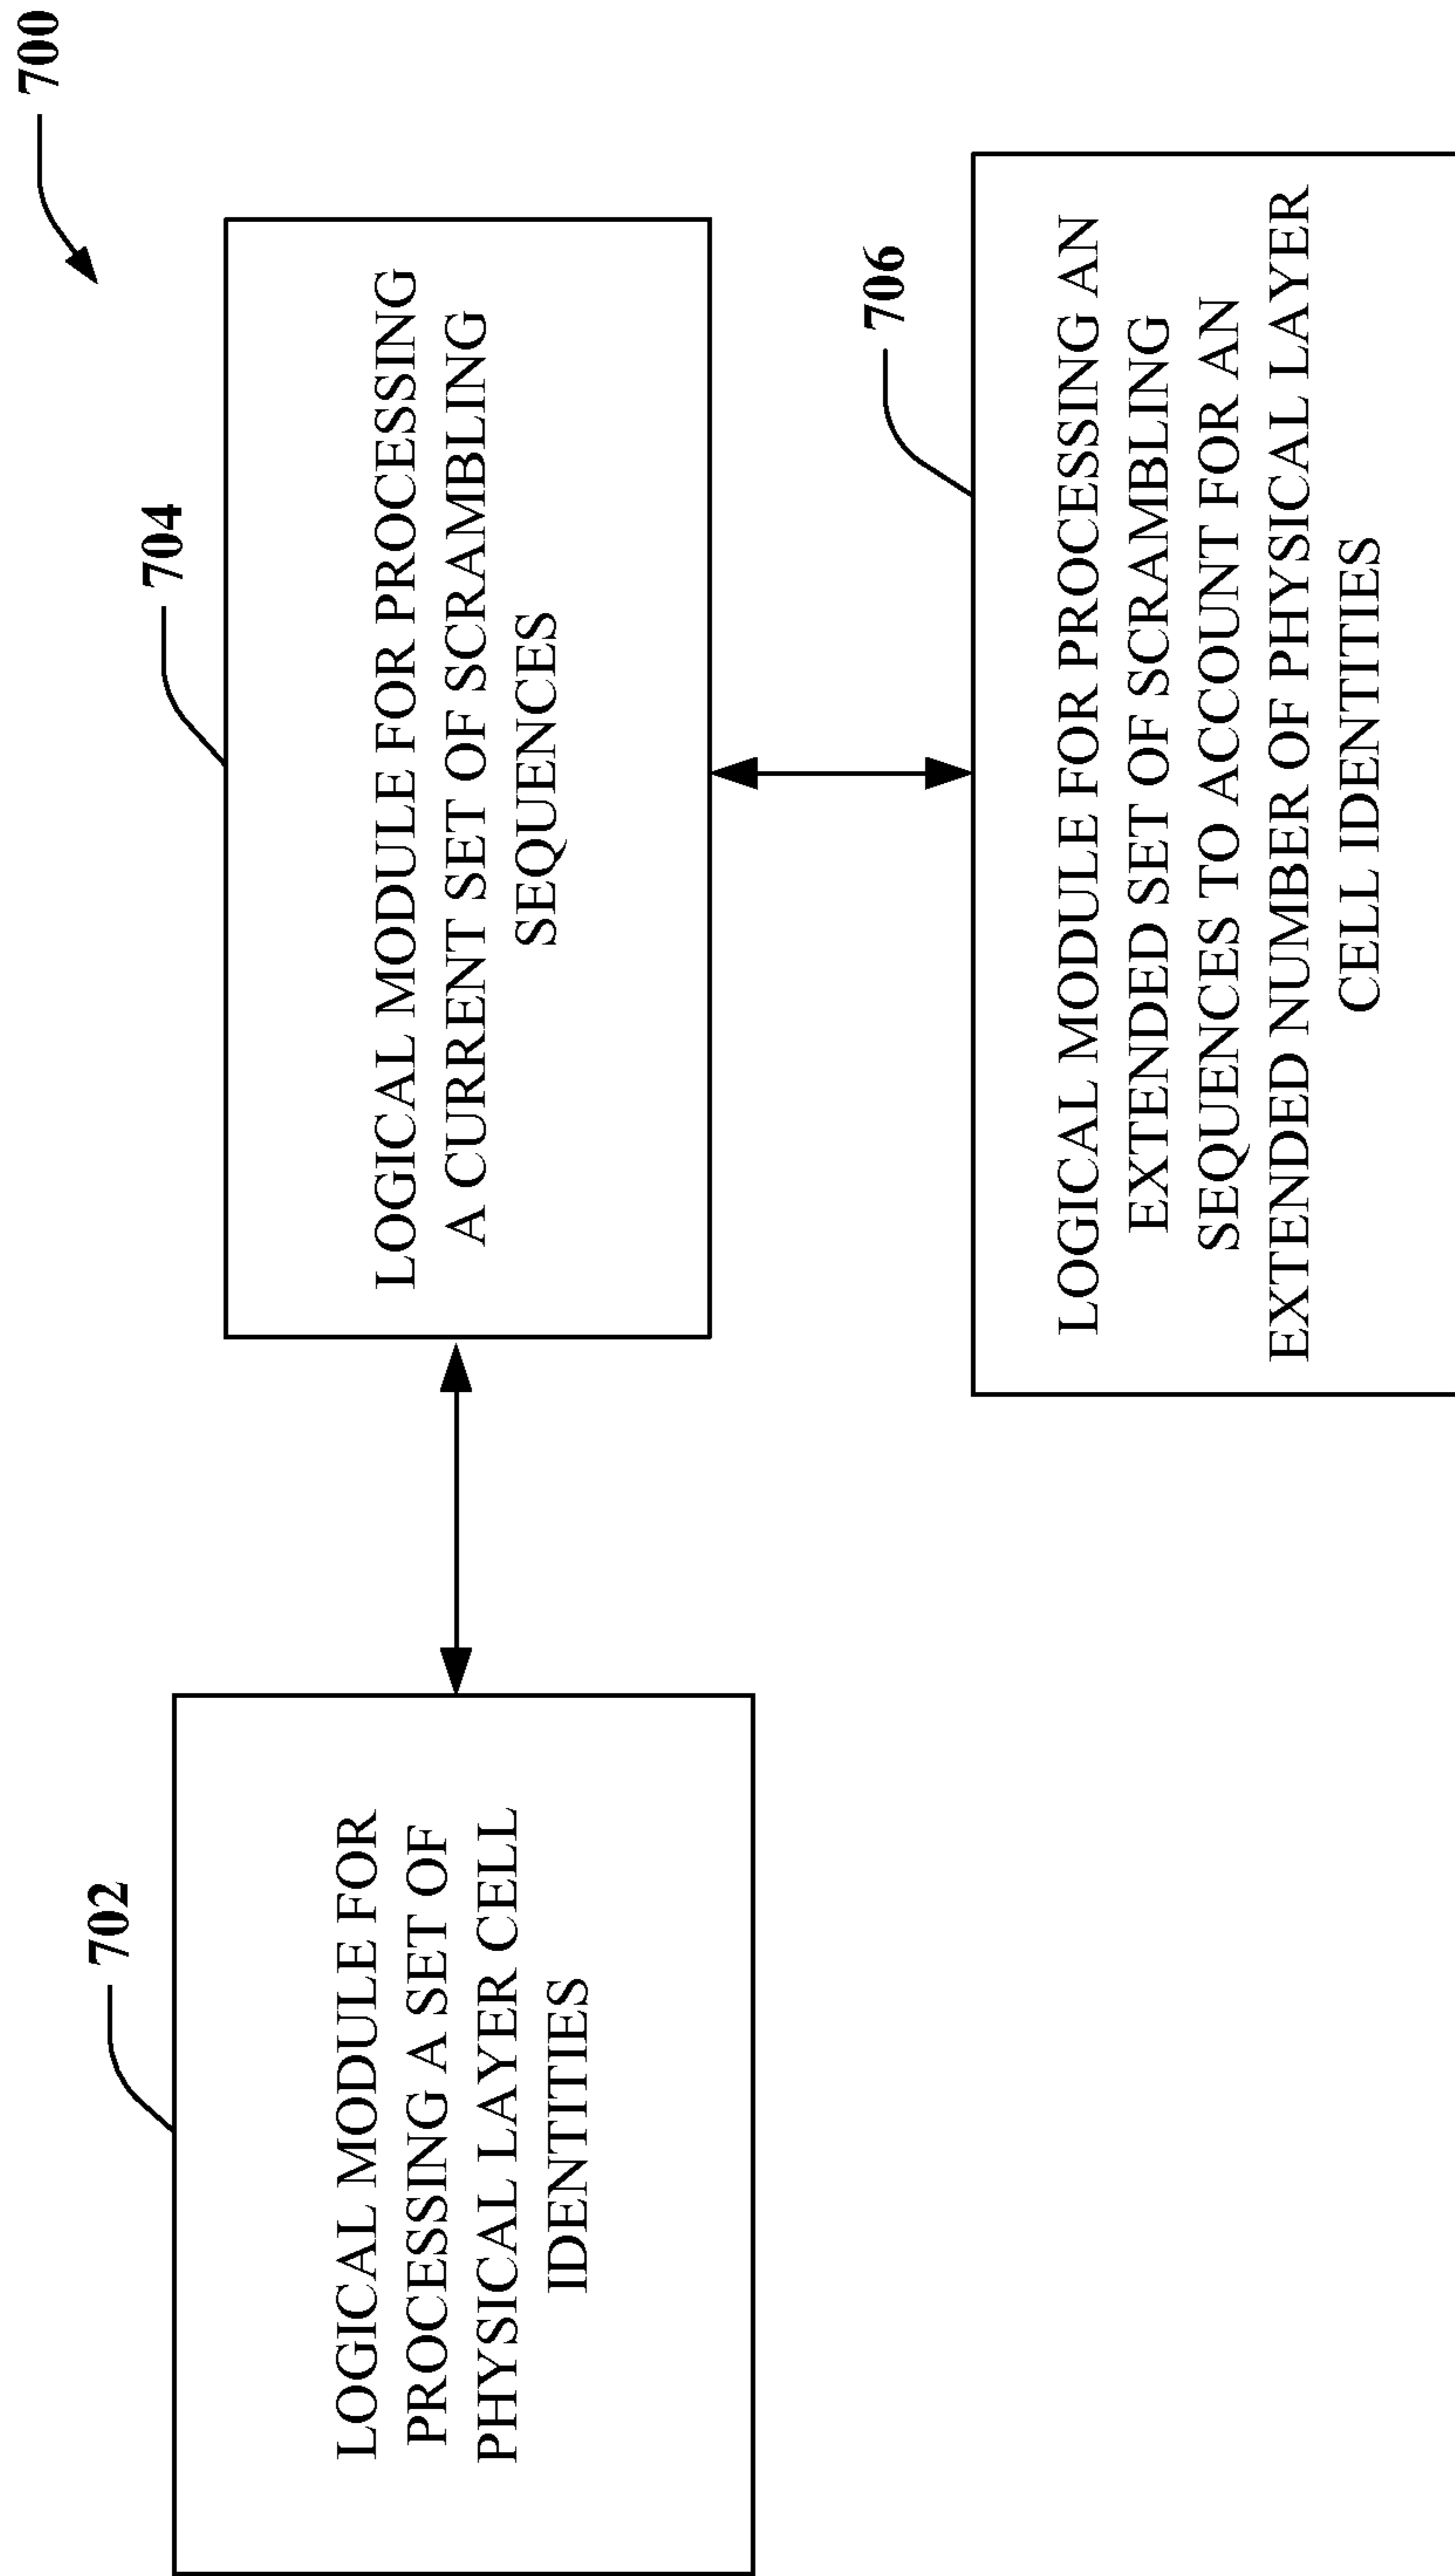 700
702
LOGICAL MODULE FOR
PROCESSING A SET OF
PHYSICAL LAYER CELL
IDENTITIES
704
LOGICAL MODULE FOR PROCESSING
A CURRENT SET OF SCRAMBLING
SEQUENCES
706
LOGICAL MODULE FOR PROCESSING AN
EXTENDED SET OF SCRAMBLING
SEQUENCES TO ACCOUNT FOR AN
EXTENDED NUMBER OF PHYSICAL LAYER
CELL IDENTITIES